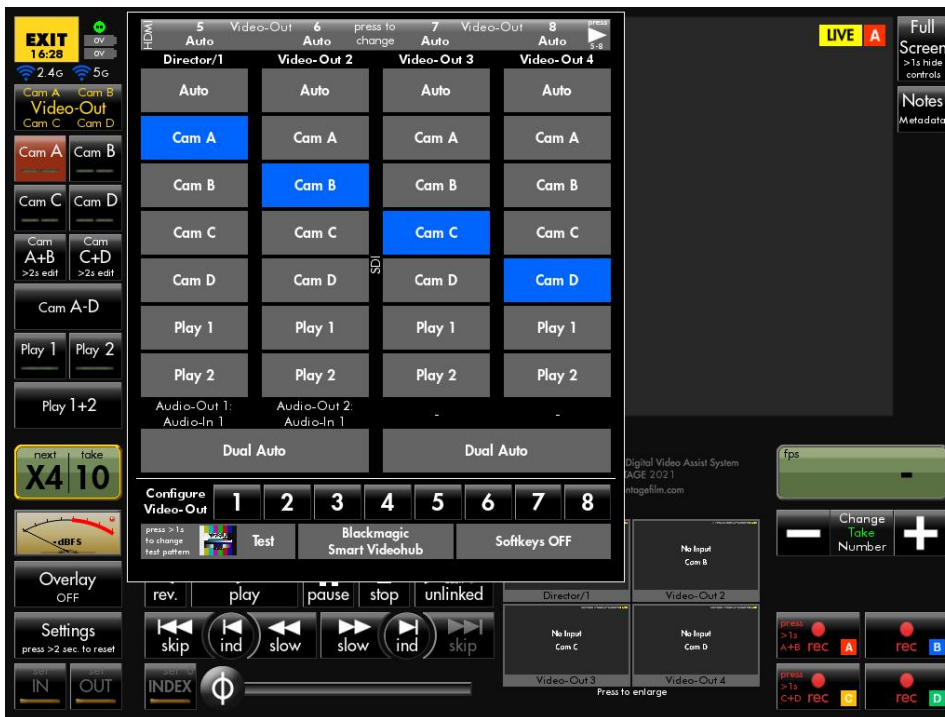 EXIT
16:28
OV
OV
2.4G 5G
Cam A Cam B
Video-Out
Cam C Cam D
Cam A Cam B
Cam C Cam D
Cam Cam
A+B C+D
>2s edit >2s edit
Cam A-D
Play 1 Play 2
Play 1+2
next take
X4 10
-dBFS
Overlay
OFF
Settings
press >2 sec. to reset
set set
IN OUT
HDMI
5 Video-Out 6 press to 7 Video-Out 8 press
Auto Auto change Auto Auto 5-8
Director/1 Video-Out 2 Video-Out 3 Video-Out 4
Auto Auto Auto Auto
Cam A Cam A Cam A Cam A
Cam B Cam B Cam B Cam B
Cam C Cam C Cam C Cam C
SDI
Cam D Cam D Cam D Cam D
Play 1 Play 1 Play 1 Play 1
Play 2 Play 2 Play 2 Play 2
Audio-Out 1: Audio-Out 2:
Audio-In 1 Audio-In 1 - -
Dual Auto Dual Auto
Configure
Video-Out 1 2 3 4 5 6 7 8
press >1s
to change
test pattern
Test
Blackmagic
Smart Videohub
Softkeys OFF
rev. play pause stop unlinked
skip ind slow slow ind skip
INDEX
LIVE A
Full
Screen
>1s hide
controls
Notes
Metadata
Digital Video Assist System
TAGE 2021
ntagefilm.com
fps
-
Change
Take
Number
No Input
Cam B
Director/1 Video-Out 2
No Input No Input
Cam C Cam D
Video-Out 3 Video-Out 4
Press to enlarge
press
>1s
A+B rec A rec B
press
>1s
C+D rec C rec D